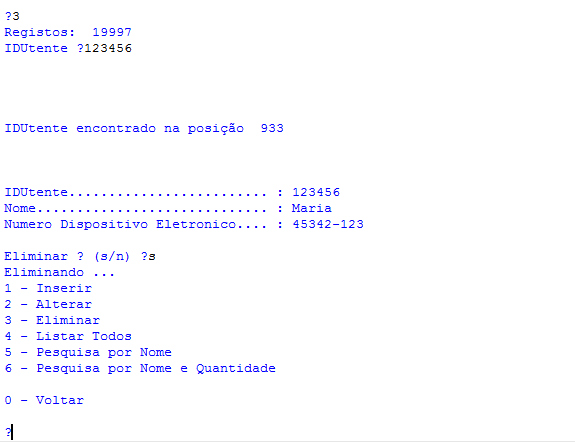 ?3
Registos:  19997
IDUtente ?123456
IDUtente encontrado na posição  933
IDUtente......................... : 123456
Nome............................. : Maria
Numero Dispositivo Eletronico.... : 45342-123
Eliminar ? (s/n) ?s
Eliminando ...
1 - Inserir
2 - Alterar
3 - Eliminar
4 - Listar Todos
5 - Pesquisa por Nome
6 - Pesquisa por Nome e Quantidade
0 - Voltar
?